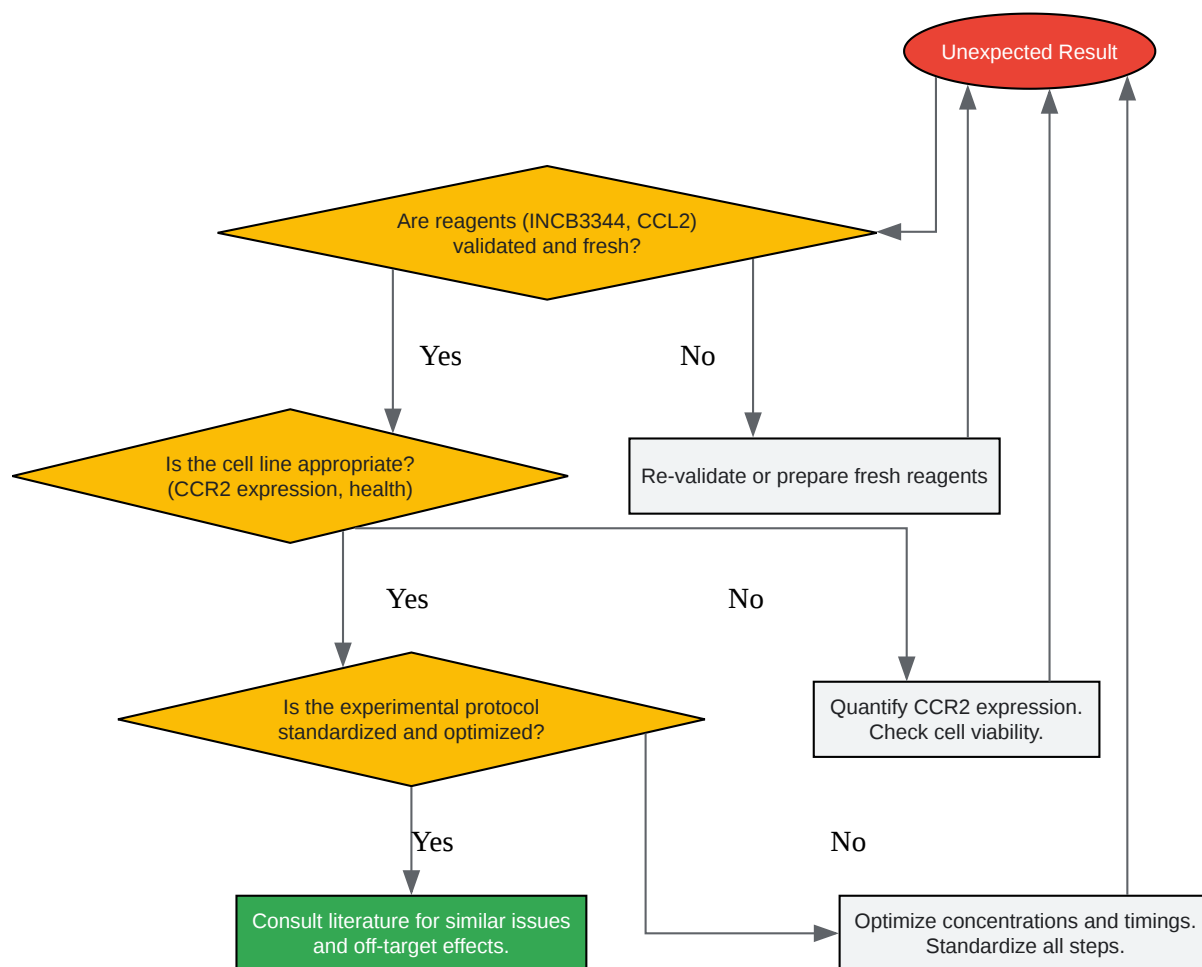 Unexpected Result
Are reagents (INCB3344, CCL2)
validated and fresh?
Yes
No
Is the cell line appropriate?
(CCR2 expression, health)
Re-validate or prepare fresh reagents
Yes
No
Is the experimental protocol
standardized and optimized?
Quantify CCR2 expression.
Check cell viability.
Yes
No
Consult literature for similar issues
and off-target effects.
Optimize concentrations and timings.
Standardize all steps.